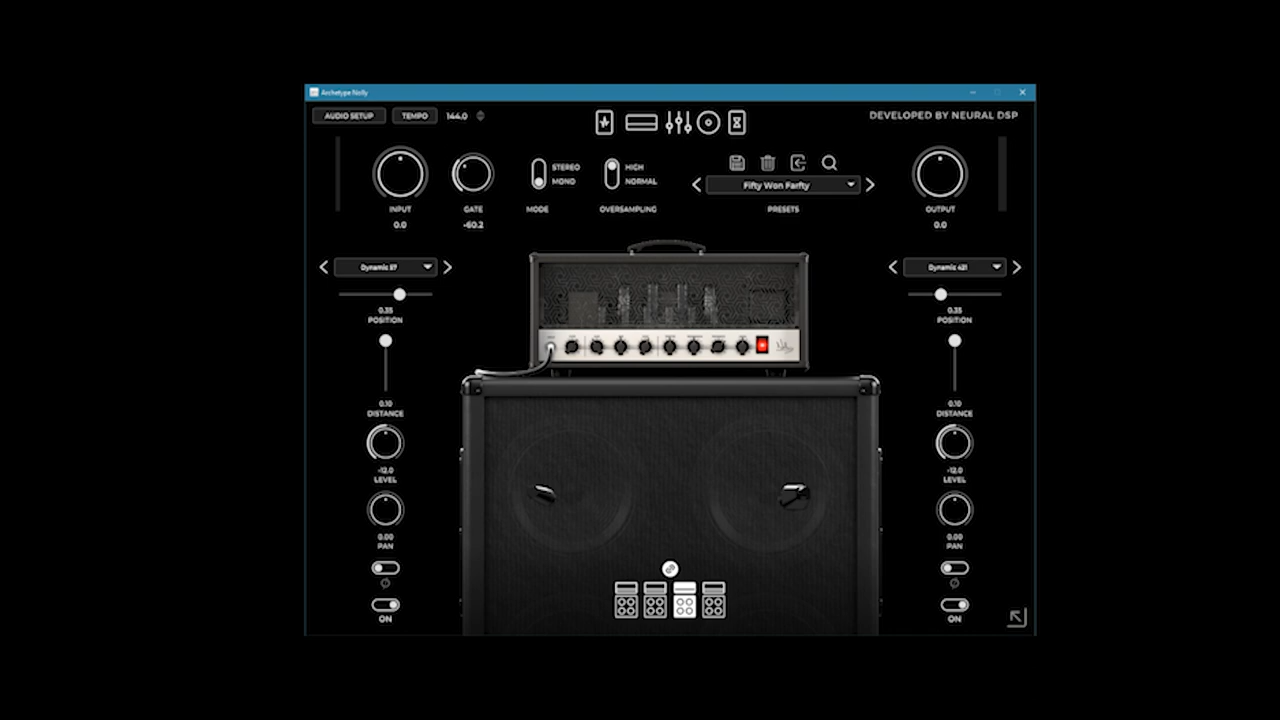 Archetype Nolly
AUDIO SETUP TEMPO 144.0 DEVELOPED BY NEURAL DSP
STEREO
MONO
HIGH
NORMAL
Fifty Won Farfty
INPUT GATE MODE OVERSAMPLING PRESETS OUTPUT
0.0 -60.2 0.0
Dynamic 57 Dynamic 421
0.35 0.35
POSITION POSITION
0.10 0.10
DISTANCE DISTANCE
-12.0 -12.0
LEVEL LEVEL
0.00 0.00
PAN PAN
ON ON